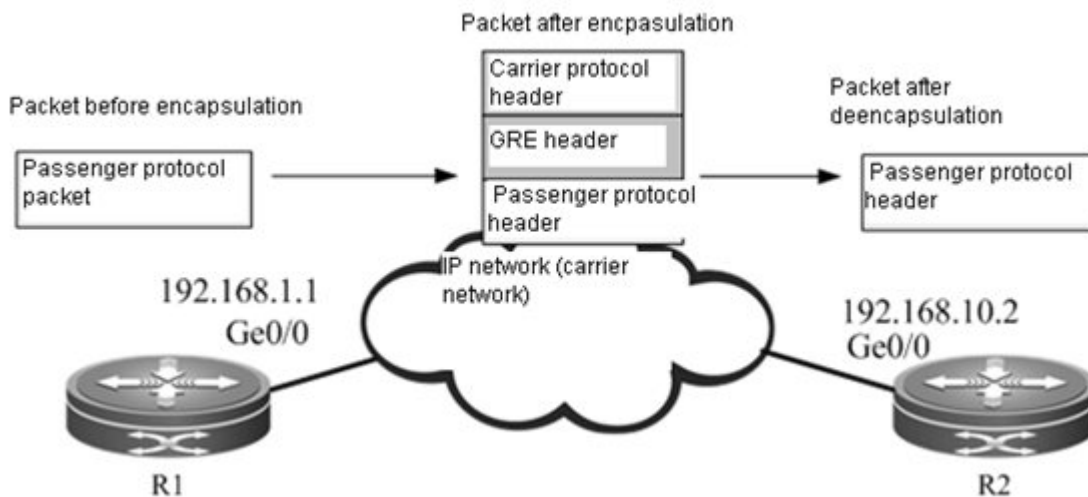 Packet after encpasulation
Carrier protocol
header
GRE header
Passenger protocol
header
Packet before encapsulation
Passenger protocol
packet
Packet after
deencapsulation
Passenger protocol
header
IP network (carrier
network)
192.168.1.1
Ge0/0
192.168.10.2
Ge0/0
R1
R2